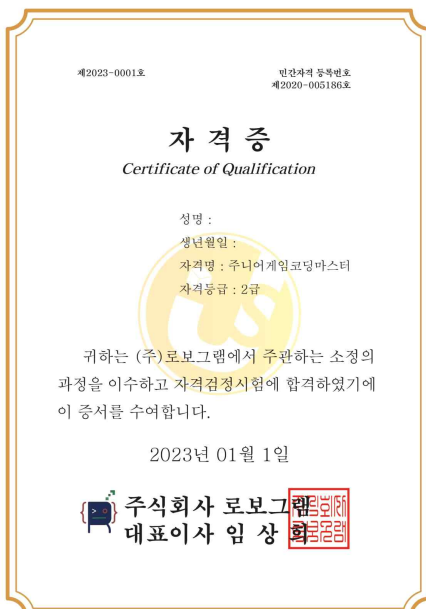 제2023-0001호
민간자격 등록번호
제2020-005186호
자 격 증
Certificate of Qualification
성명 :
생년월일 :
자격명 : 주니어게임코딩마스터
자격등급 : 2급
귀하는 (주)로보그램에서 주관하는 소정의
과정을 이수하고 자격검정시험에 합격하였기에
이 증서를 수여합니다.
2023년 01월 1일
주식회사 로보그램
대표이사 임 상 희